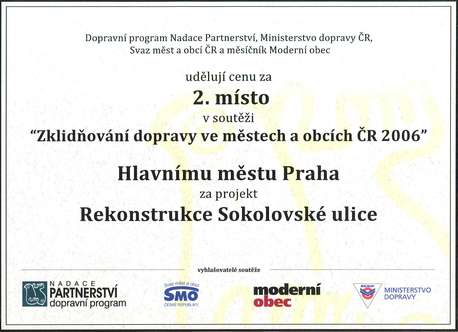 Dopravní program Nadace Partnerství, Ministerstvo dopravy ČR,
Svaz měst a obcí ČR a měsíčník Moderní obec
udělují cenu za
2. místo
v soutěži
“Zklidňování dopravy ve městech a obcích ČR 2006”
Hlavnímu městu Praha
za projekt
Rekonstrukce Sokolovské ulice
vyhlašovatelé soutěže
NADACE
PARTNERSTVÍ
dopravní program
SMO
moderní
obec
MINISTERSTVO
DOPRAVY